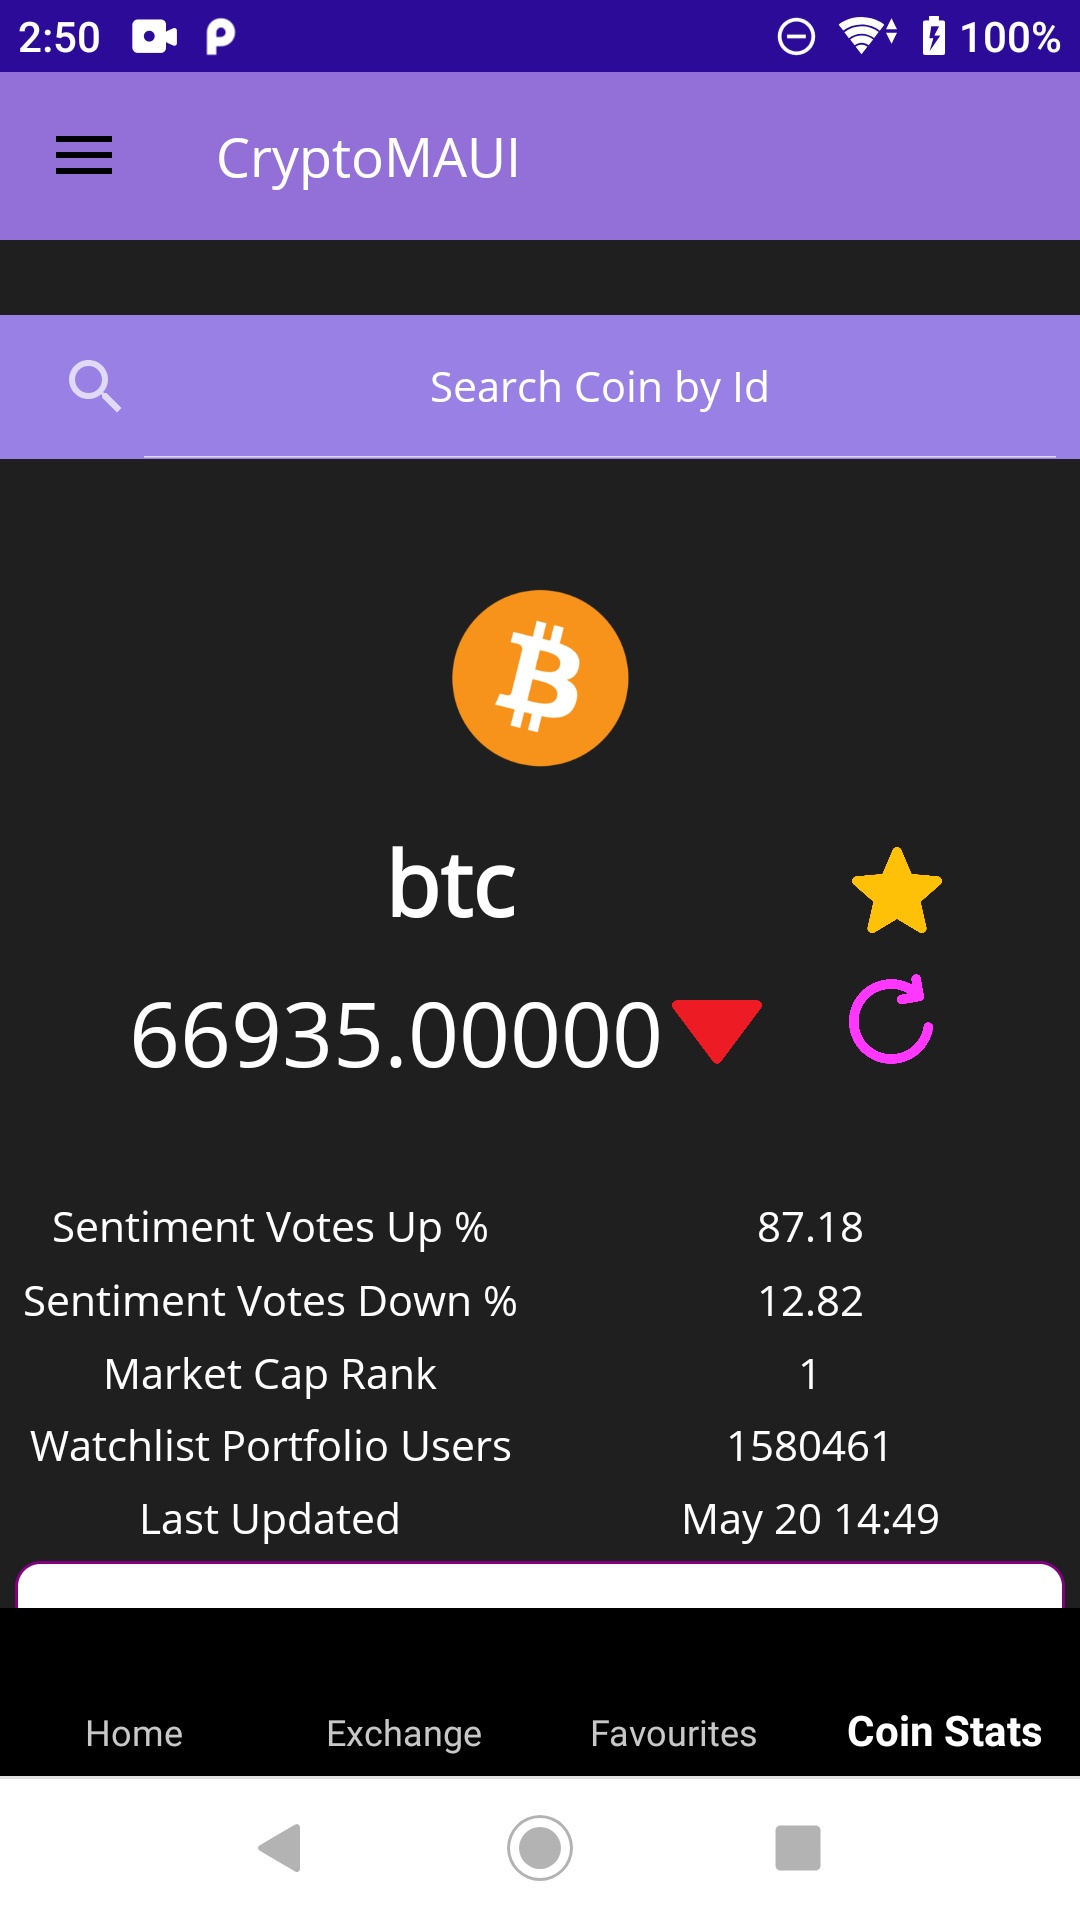 2:50 100%
CryptoMAUI
Search Coin by Id
btc
66935.00000
Sentiment Votes Up % 87.18
Sentiment Votes Down % 12.82
Market Cap Rank 1
Watchlist Portfolio Users 1580461
Last Updated May 20 14:49
Home Exchange Favourites Coin Stats